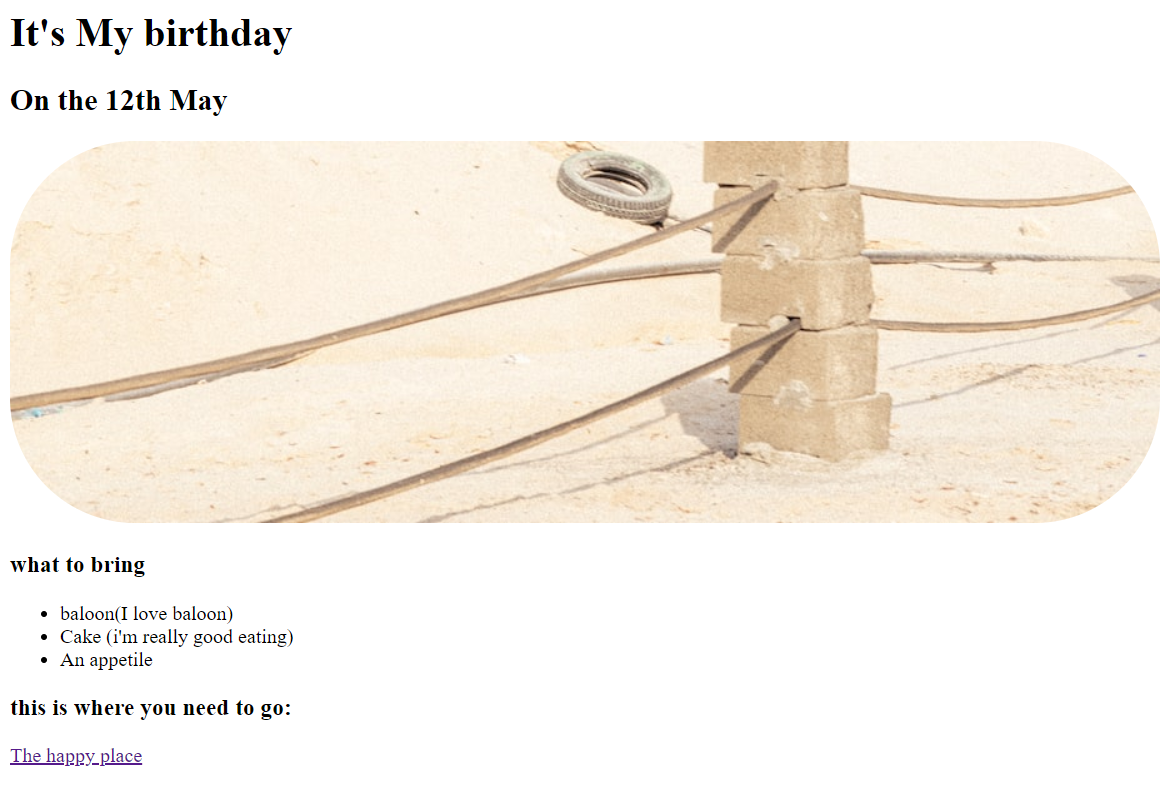 It's My birthday
On the 12th May
what to bring
baloon(I love baloon)
Cake (i'm really good eating)
An appetile
this is where you need to go:
The happy place